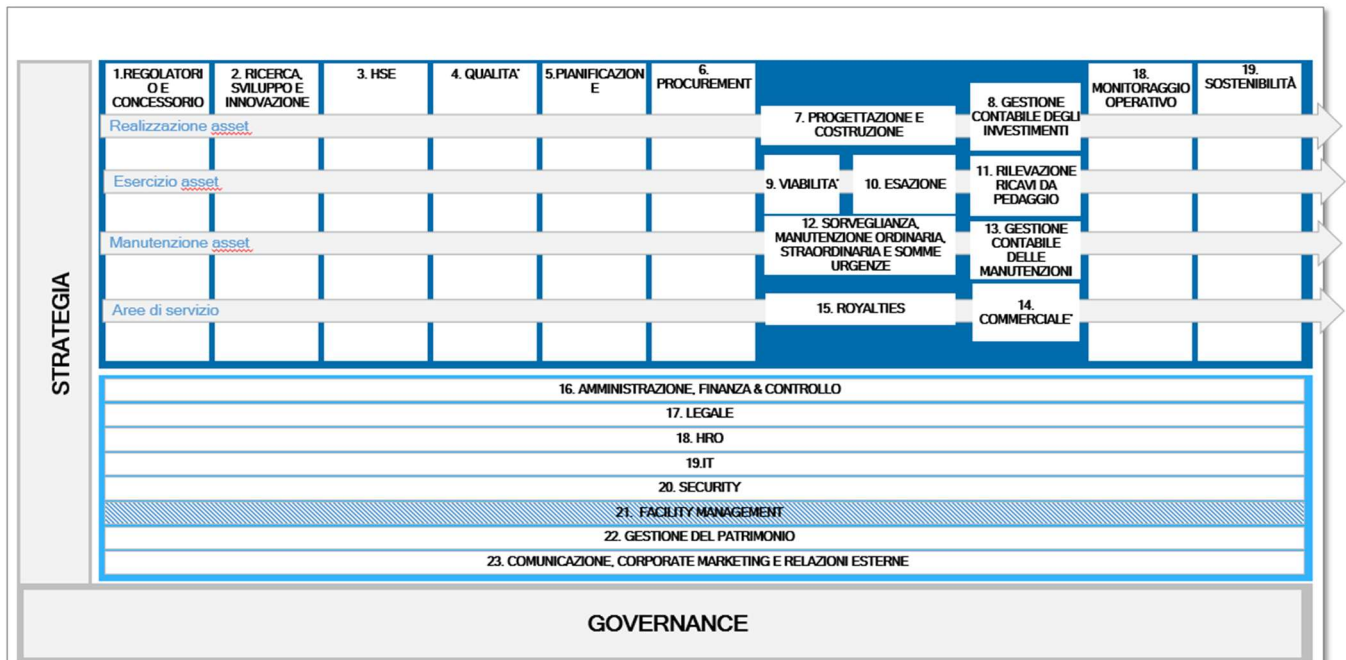 STRATEGIA
1.REGOLATORI
O E
CONCESSORIO
2. RICERCA,
SVILUPPO E
INNOVAZIONE
3. HSE
4. QUALITA'
5.PIANIFICAZION
E
6.
PROCUREMENT
7. PROGETTAZIONE E
COSTRUZIONE
8. GESTIONE
CONTABILE DEGLI
INVESTIMENTI
18.
MONITORAGGIO
OPERATIVO
19.
SOSTENIBILITÀ
Realizzazione asset
Esercizio asset
9. VIABILITA'
10. ESAZIONE
11. RILEVAZIONE
RICAVI DA
PEDAGGIO
Manutenzione asset
12. SORVEGLIANZA,
MANUTENZIONE ORDINARIA,
STRAORDINARIA E SOMME
URGENZE
13. GESTIONE
CONTABILE
DELLE
MANUTENZIONI
Aree di servizio
15. ROYALTIES
14.
COMMERCIALE*
16. AMMINISTRAZIONE, FINANZA & CONTROLLO
17. LEGALE
18. HRO
19.IT
20. SECURITY
21. FACILITY MANAGEMENT
22. GESTIONE DEL PATRIMONIO
23. COMUNICAZIONE, CORPORATE MARKETING E RELAZIONI ESTERNE
GOVERNANCE